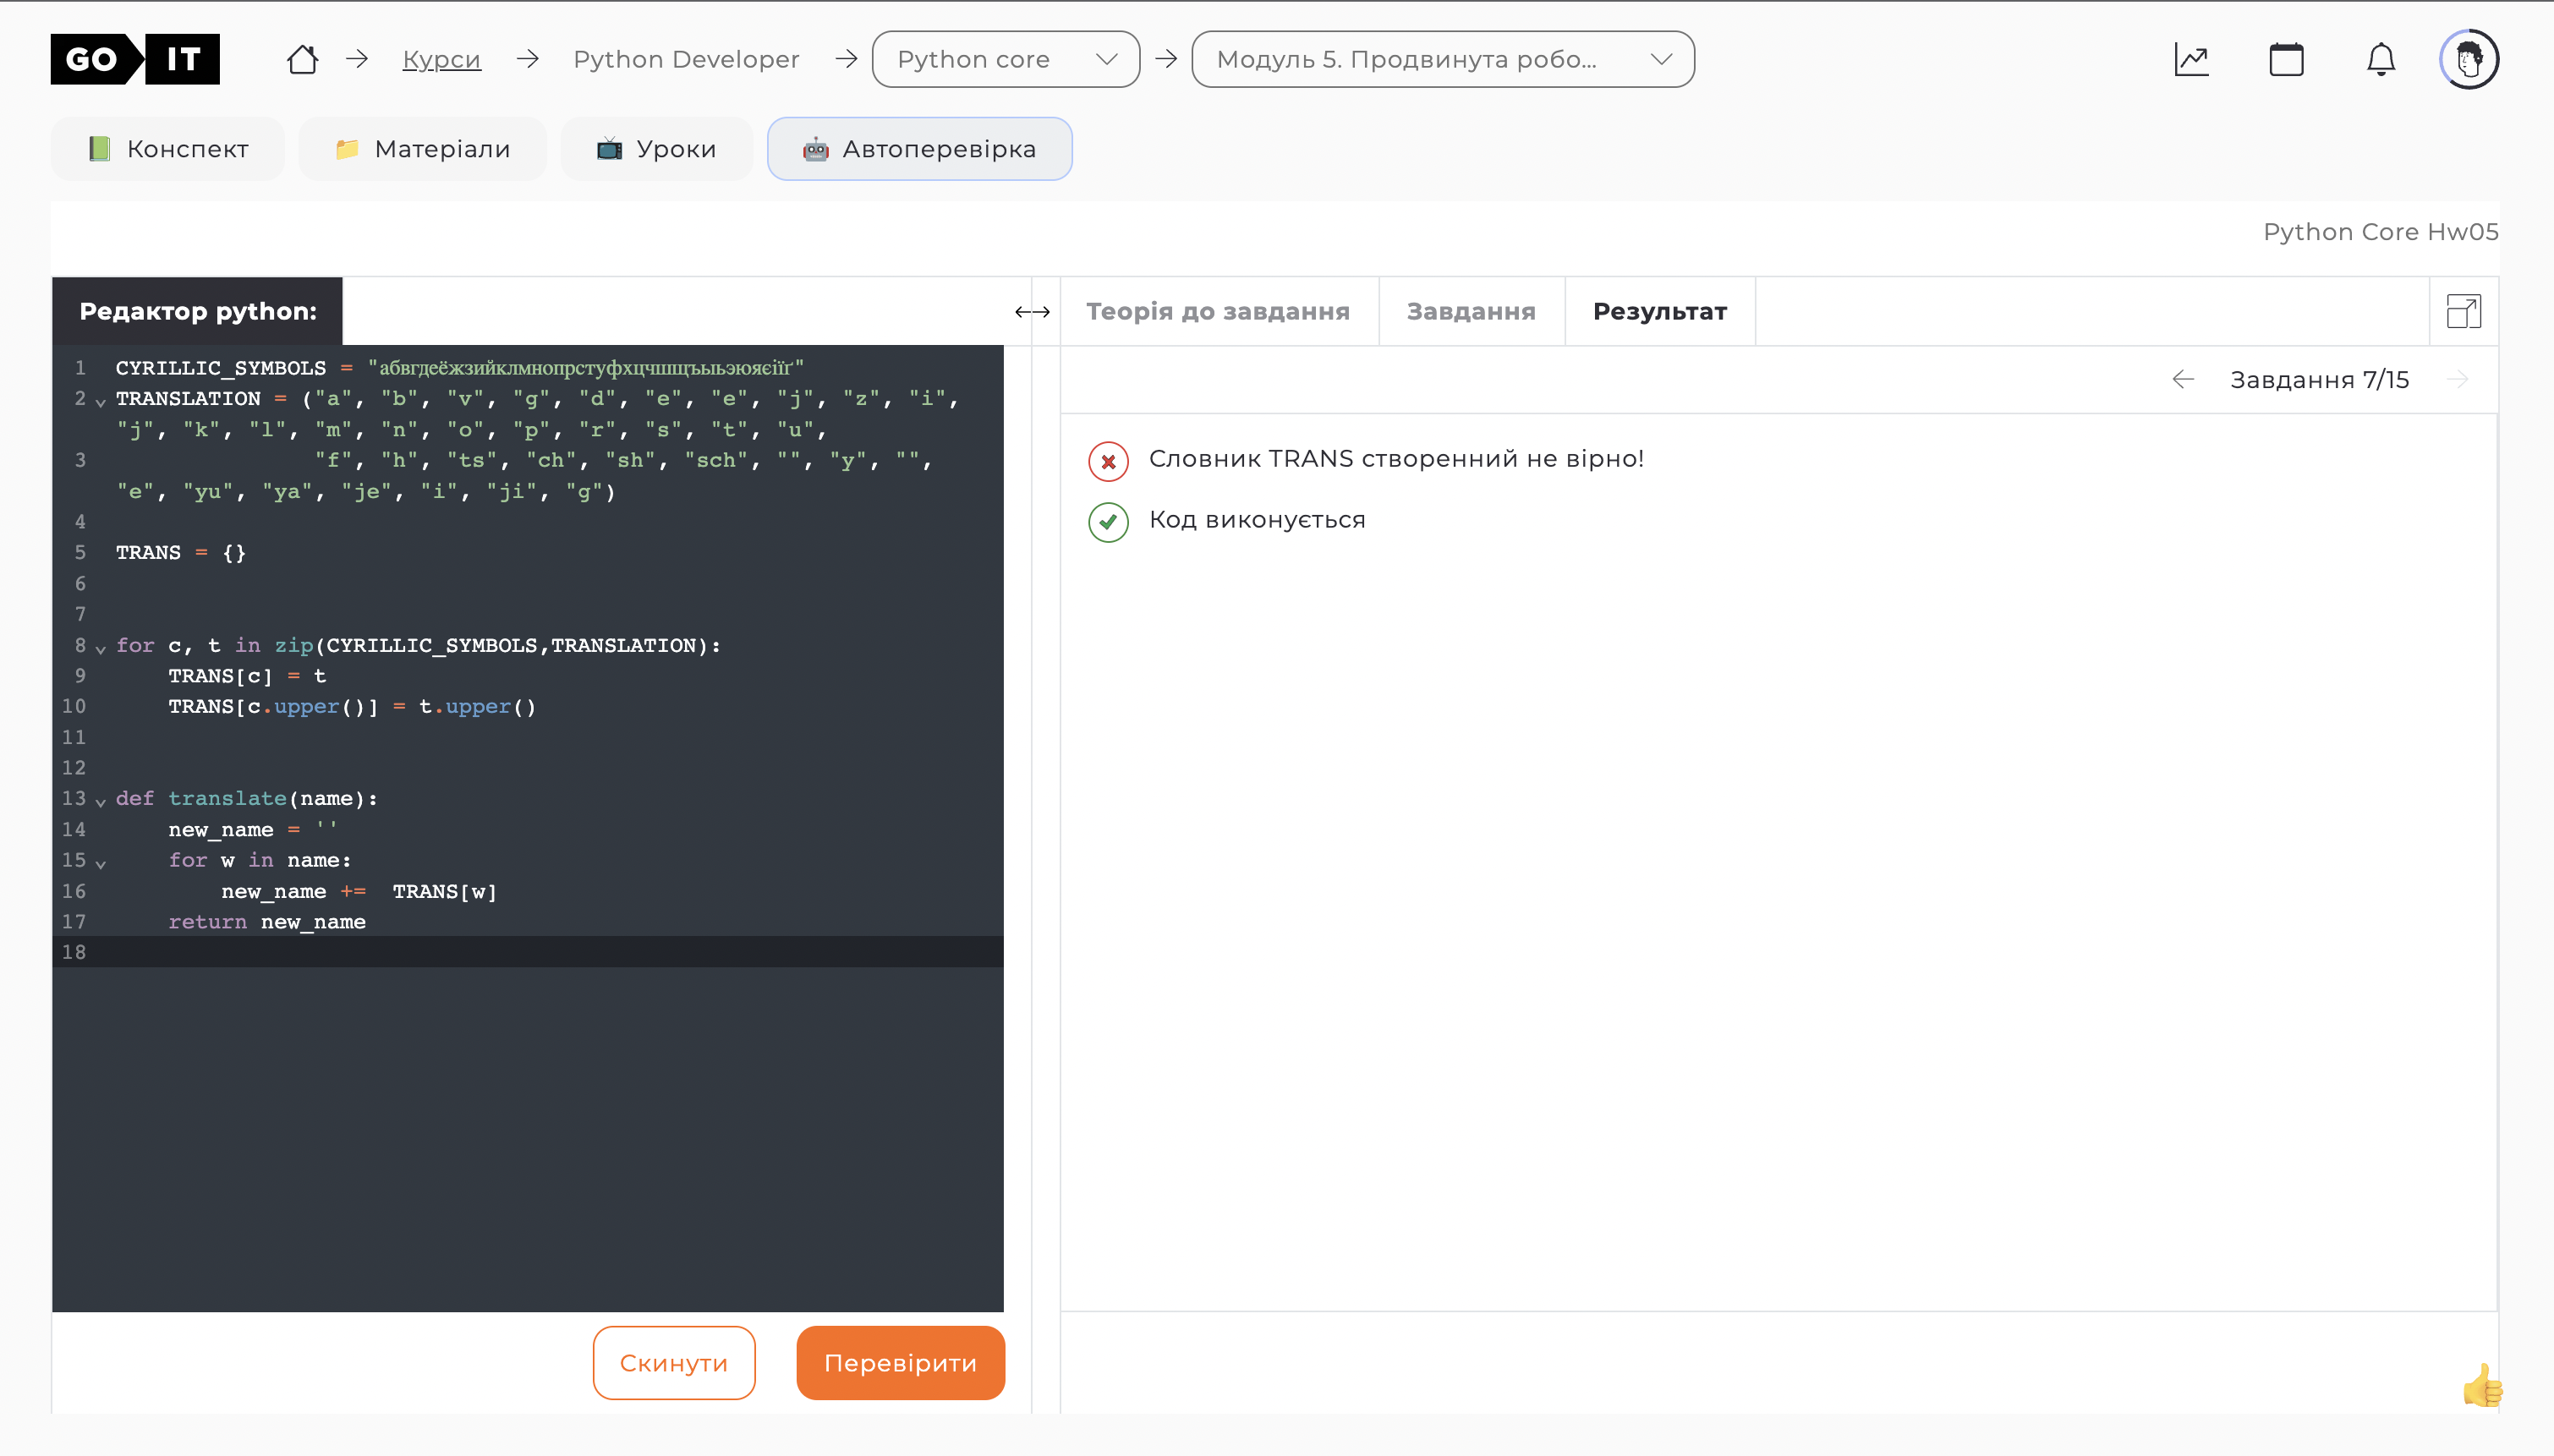 GO IT
Курси
Python Developer
Python core
Модуль 5. Продвинута робо...
Конспект
Матеріали
Уроки
Автоперевірка
Python Core Hw05
Редактор python:
1 CYRILLIC_SYMBOLS = "абвгдеёжзийклмнопрстуфхцчшщъыьэюяєіїґ"
2 TRANSLATION = ("a", "b", "v", "g", "d", "e", "e", "j", "z", "i",
"j", "k", "l", "m", "n", "o", "p", "r", "s", "t", "u",
3 "f", "h", "ts", "ch", "sh", "sch", "", "y", "",
"e", "yu", "ya", "je", "i", "ji", "g")
4
5 TRANS = {}
6
7
8 for c, t in zip(CYRILLIC_SYMBOLS,TRANSLATION):
9 TRANS[c] = t
10 TRANS[c.upper()] = t.upper()
11
12
13 def translate(name):
14 new_name = ''
15 for w in name:
16 new_name += TRANS[w]
17 return new_name
18
Скинути
Перевірити
Теорія до завдання
Завдання
Результат
Завдання 7/15
Словник TRANS створенний не вірно!
Код виконується